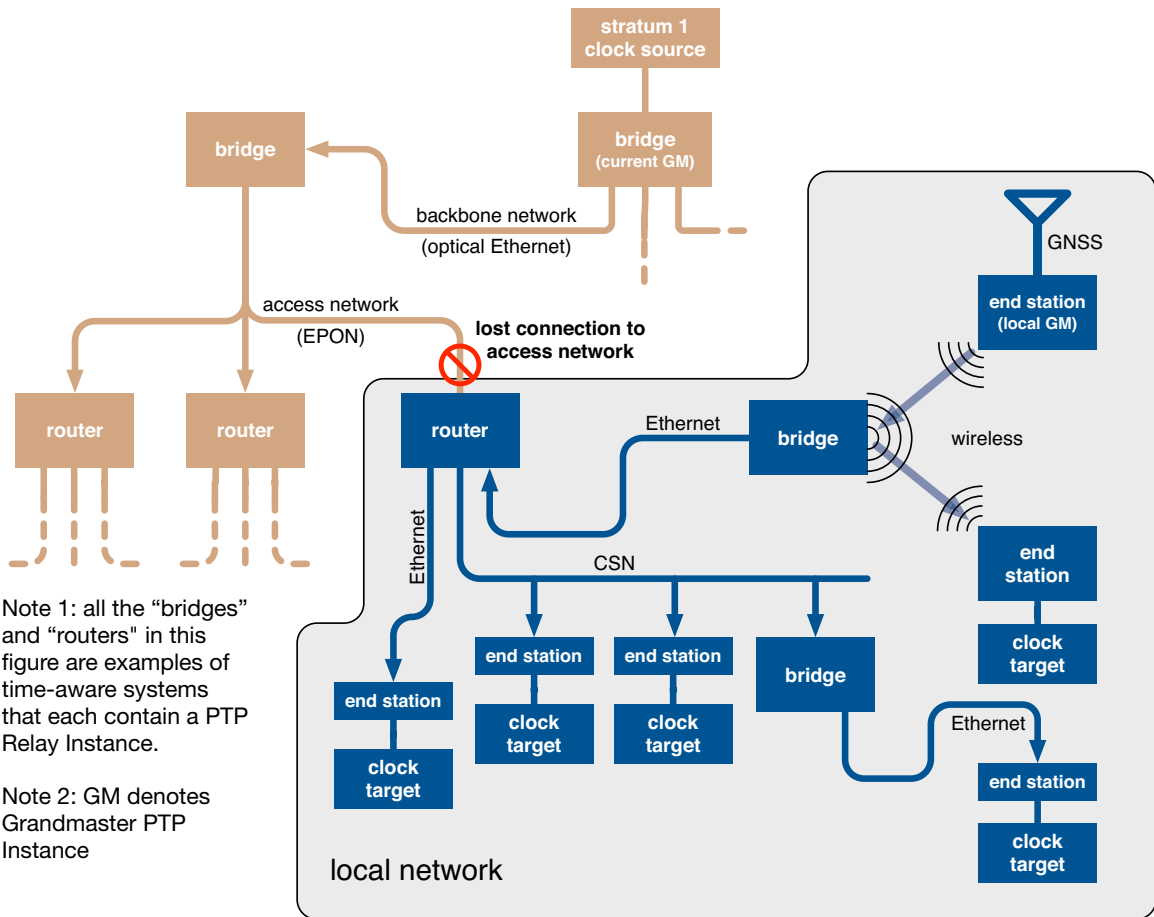 stratum 1
clock source
bridge
bridge
(current GM)
backbone network
(optical Ethernet)
GNSS
end station
(local GM)
access network
(EPON)
lost connection to
access network
router
router
router
Ethernet
bridge
wireless
Ethernet
CSN
end
station
clock
target
end station
end station
bridge
clock
target
clock
target
end station
clock
target
Ethernet
end station
clock
target
Note 1: all the “bridges”
and “routers" in this
figure are examples of
time-aware systems
that each contain a PTP
Relay Instance.
Note 2: GM denotes
Grandmaster PTP
Instance
local network